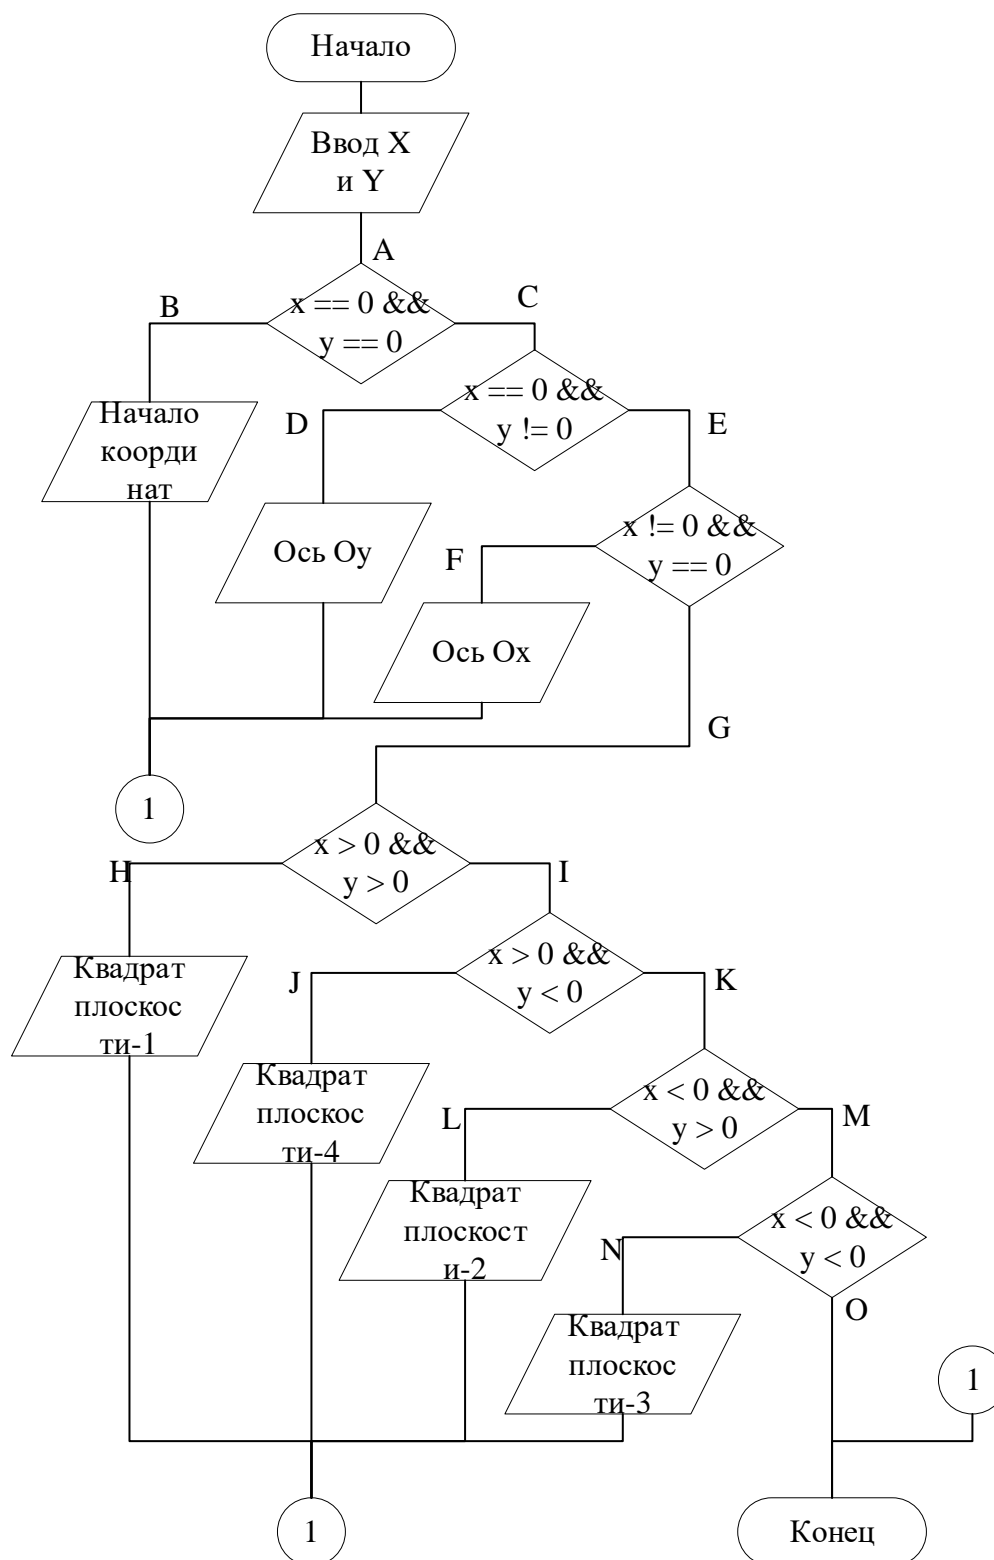 Начало
Ввод X
и Y
A
B
x == 0 &&
y == 0
C
Начало
коорди
нат
D
x == 0 &&
y != 0
E
Ось Oy
F
x != 0 &&
y == 0
Ось Ox
G
1
H
x > 0 &&
y > 0
I
Квадрат
плоскос
ти-1
J
x > 0 &&
y < 0
K
Квадрат
плоскос
ти-4
L
x < 0 &&
y > 0
M
Квадрат
плоскост
и-2
N
x < 0 &&
y < 0
O
Квадрат
плоскос
ти-3
1
1
Конец